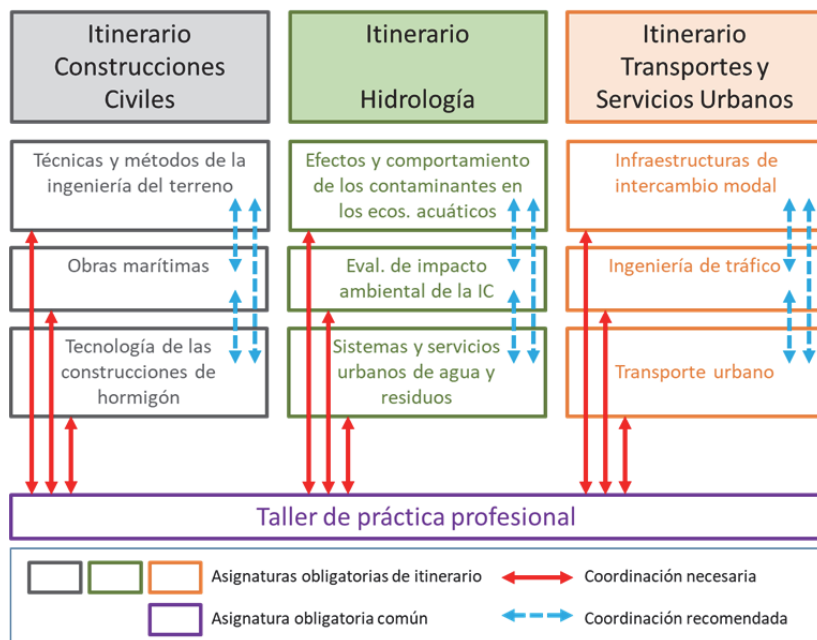 Itinerario
Construcciones
Civiles
Itinerario
Hidrología
Itinerario
Transportes y
Servicios Urbanos
Técnicas y métodos de la
ingeniería del terreno
Efectos y comportamiento
de los contaminantes en
los ecos. acuáticos
Infraestructuras de
intercambio modal
Obras marítimas
Eval. de impacto
ambiental de la IC
Ingeniería de tráfico
Tecnología de las
construcciones de
hormigón
Sistemas y servicios
urbanos de agua y
residuos
Transporte urbano
Taller de práctica profesional
Asignaturas obligatorias de itinerario
Coordinación necesaria
Asignatura obligatoria común
Coordinación recomendada